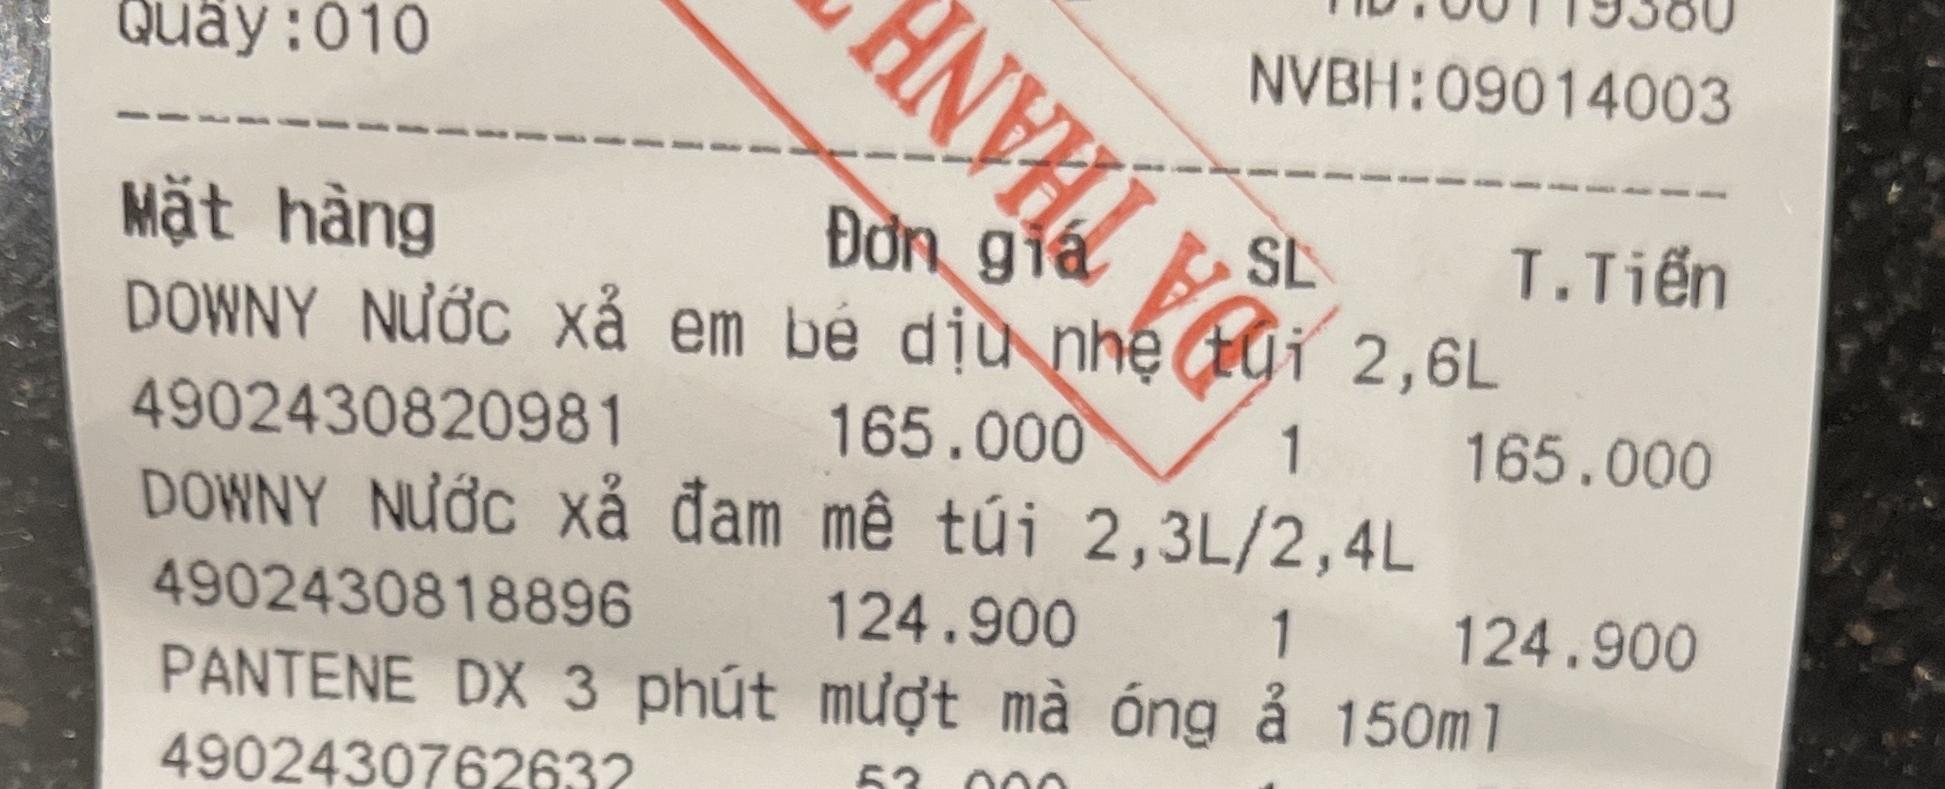 Quầy:010
HD:00119380
NVBH:09014003
ĐÃ THANH
Mặt hàng Đơn giá SL T.Tiền
DOWNY Nước xả em bé dịu nhẹ túi 2,6L
4902430820981 165.000 1 165.000
DOWNY Nước xả đam mê túi 2,3L/2,4L
4902430818896 124.900 1 124.900
PANTENE DX 3 phút mượt mà óng ả 150ml
4902430762632 53.000